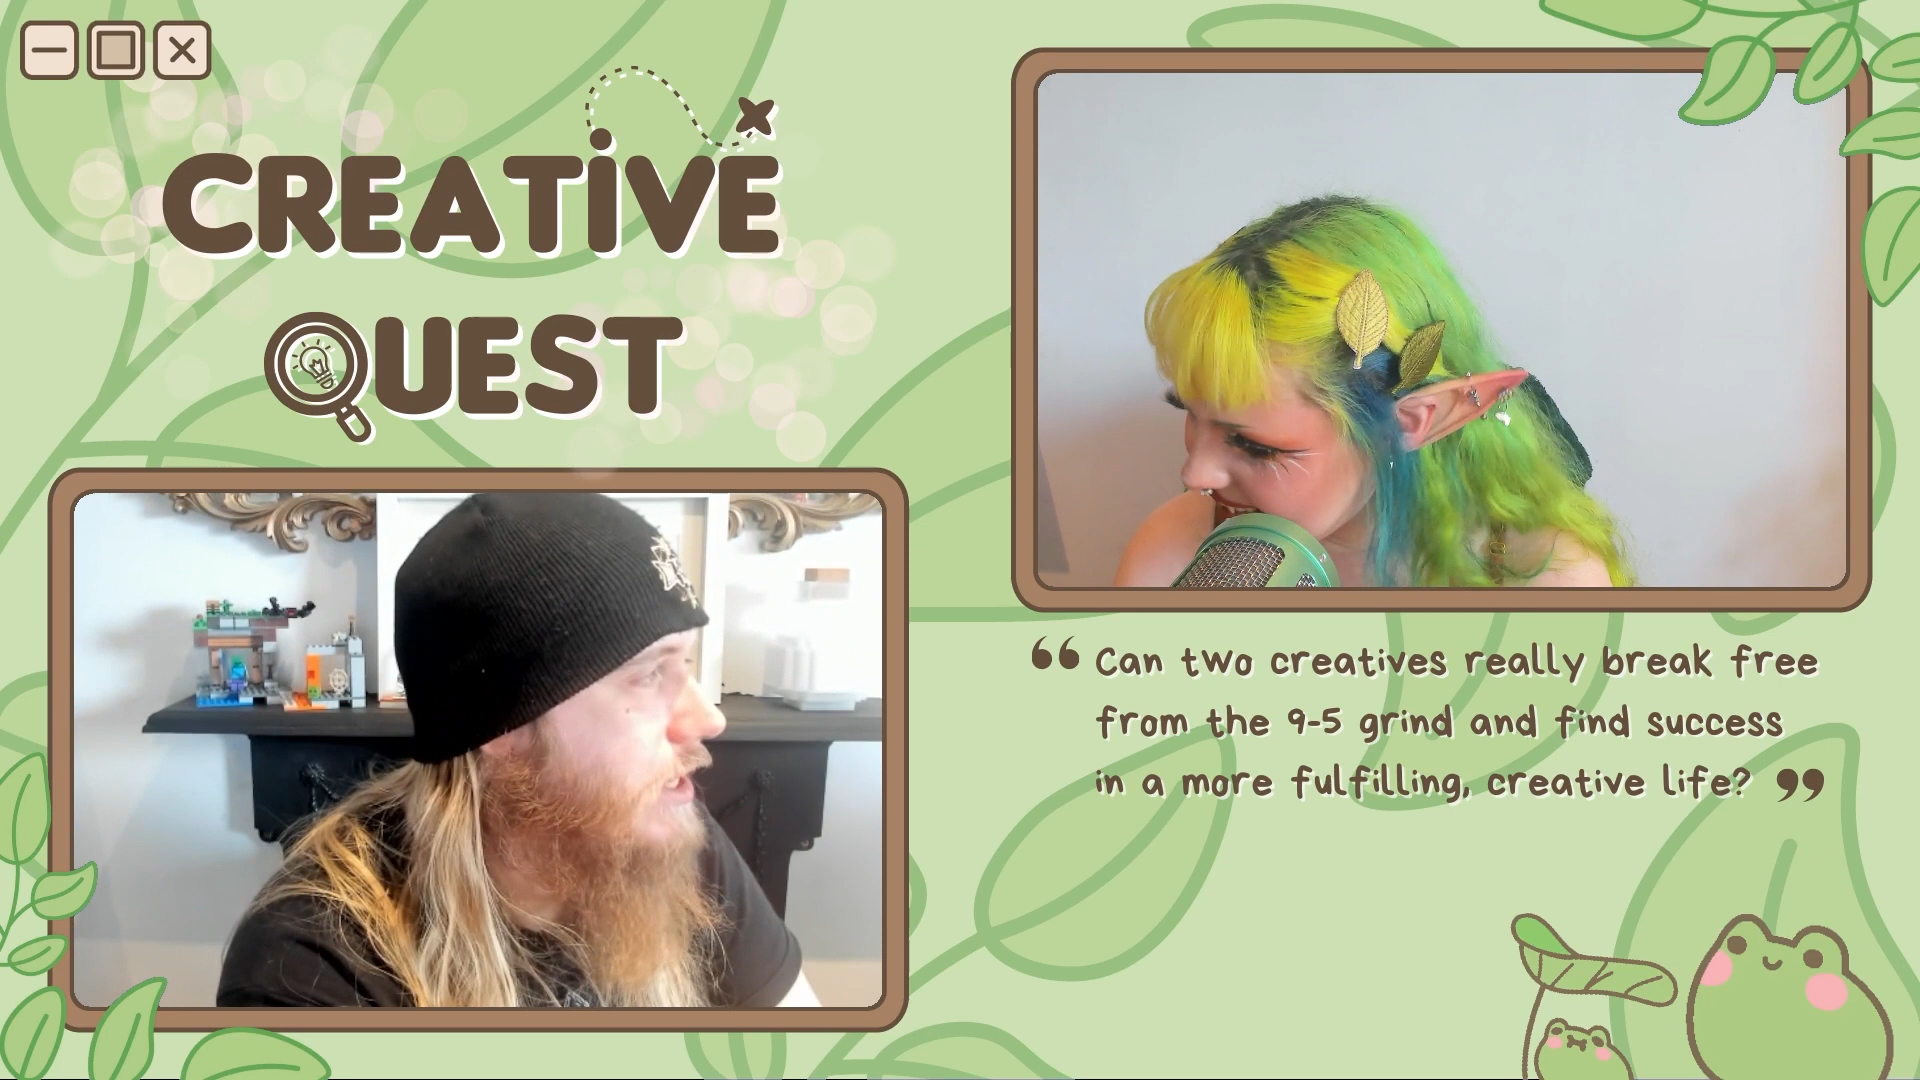 CREATIVE
QUEST
“ Can two creatives really break free
from the 9-5 grind and find success
in a more fulfilling, creative life? ”